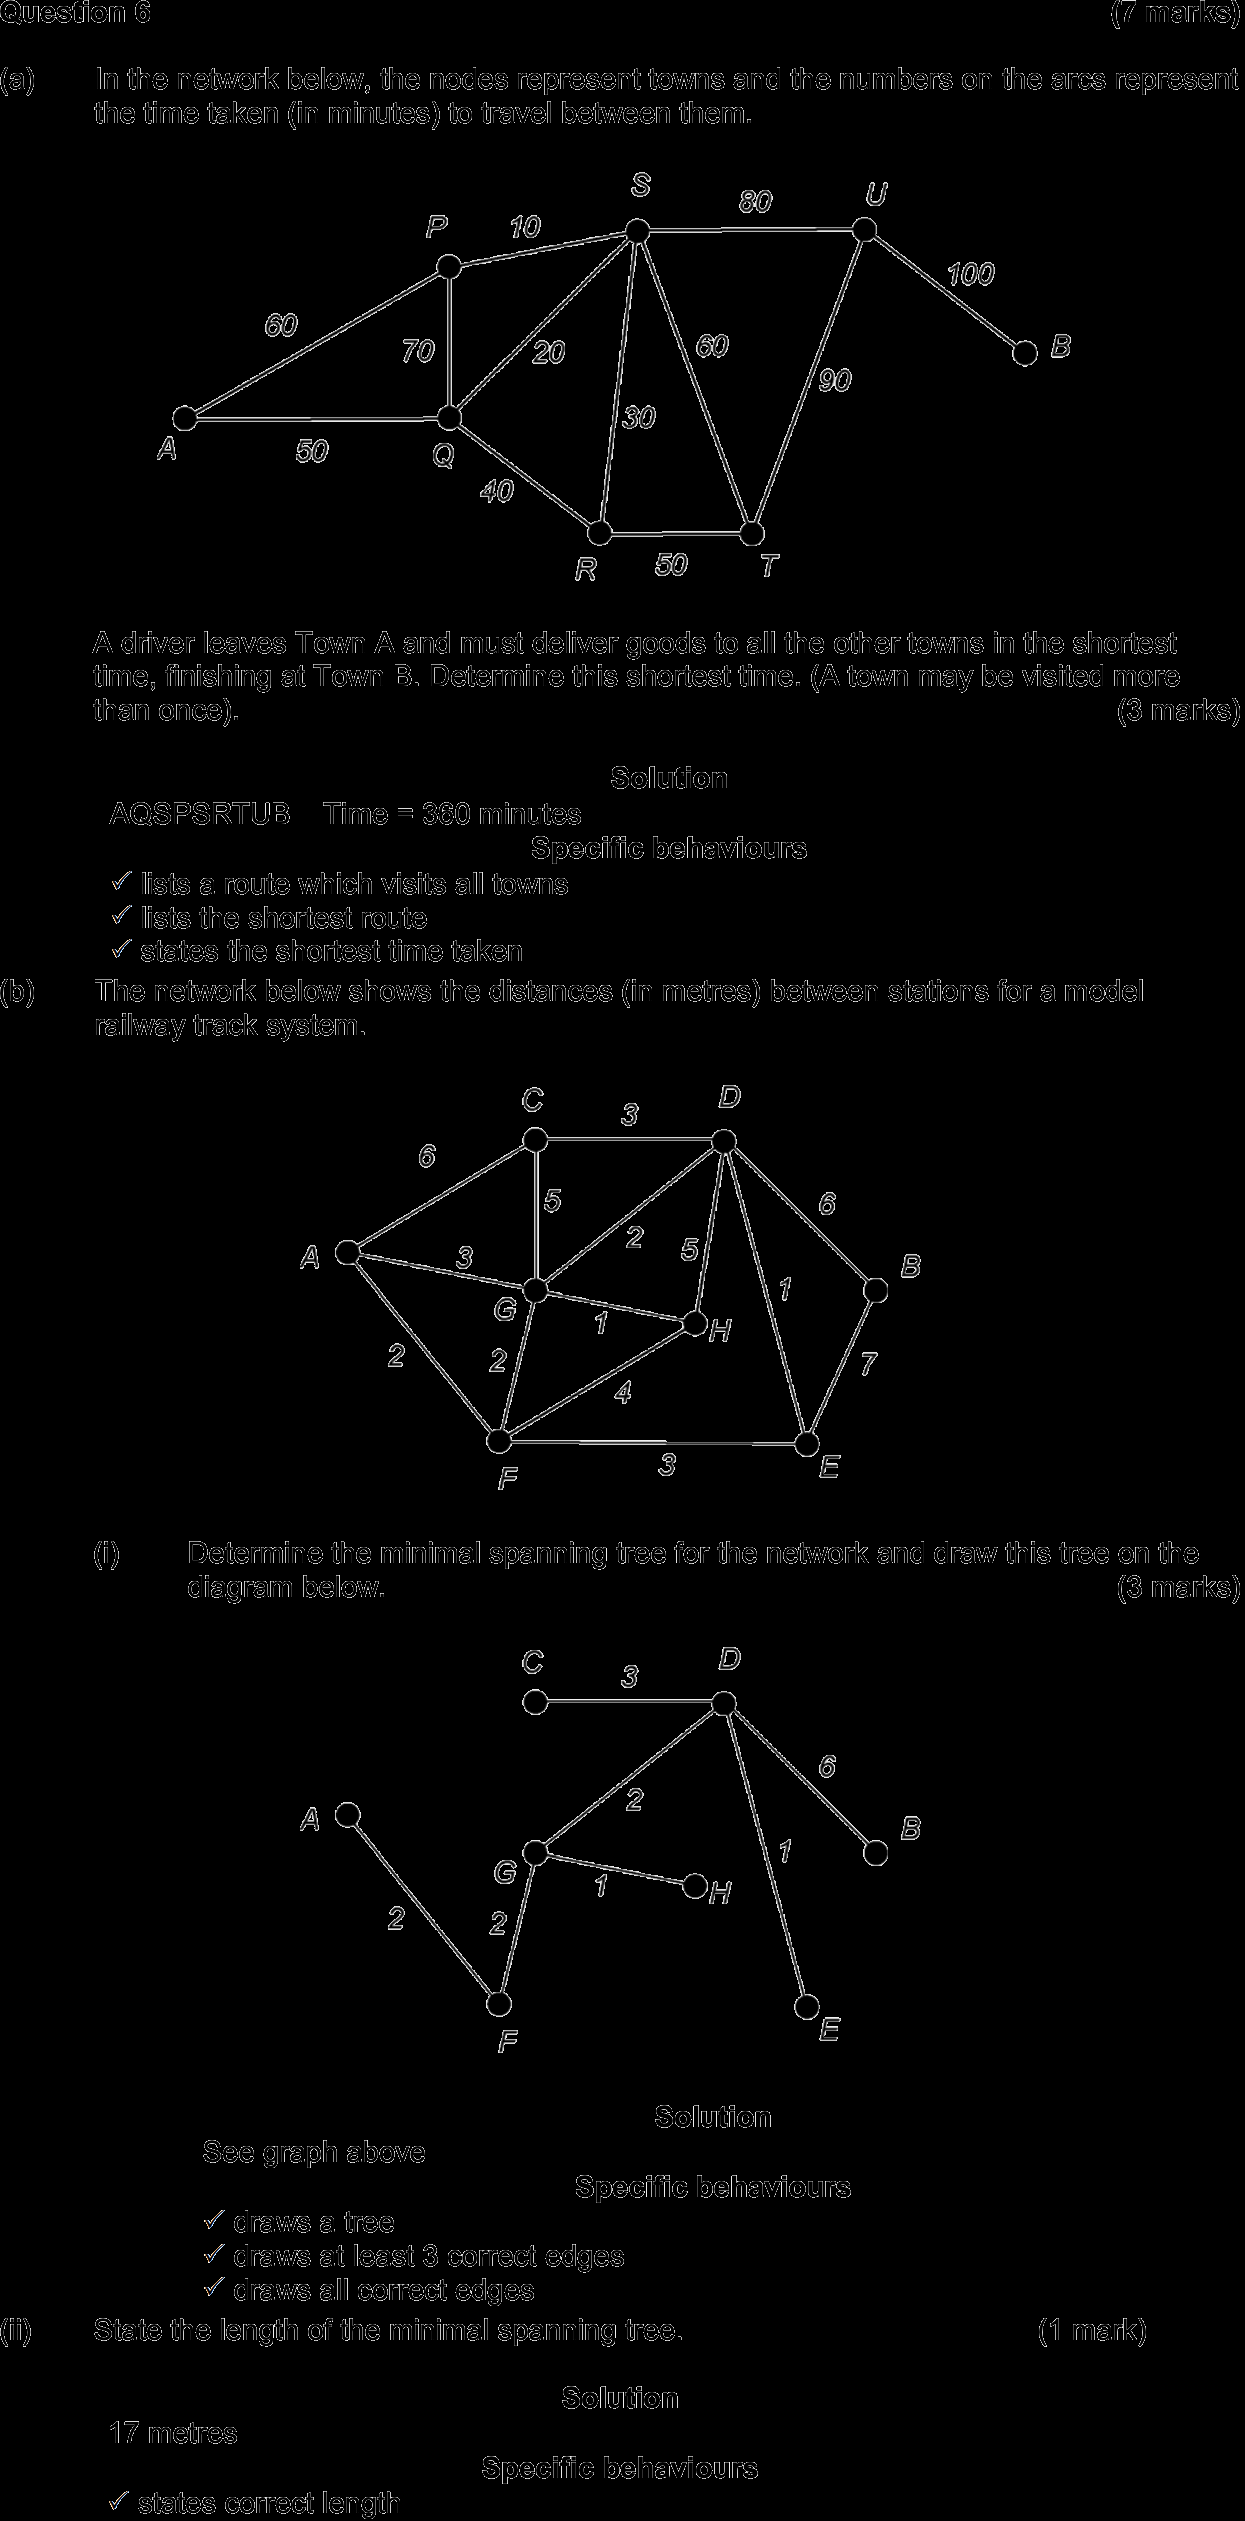 Question 6 (7 marks)
(a) In the network below, the nodes represent towns and the numbers on the arcs represent
the time taken (in minutes) to travel between them.
S
U
80
P
10
100
60
B
70
20
60
90
30
A
50
Q
40
R
50
T
A driver leaves Town A and must deliver goods to all the other towns in the shortest
time, finishing at Town B. Determine this shortest time. (A town may be visited more
than once). (3 marks)
Solution
AQSPSRTUB Time = 360 minutes
Specific behaviours
✓ lists a route which visits all towns
✓ lists the shortest route
✓ states the shortest time taken
(b) The network below shows the distances (in metres) between stations for a model
railway track system.
C
D
3
6
5
6
2
5
A
3
B
1
G
1
H
2
2
7
4
3
E
F
(i) Determine the minimal spanning tree for the network and draw this tree on the
diagram below. (3 marks)
C
D
3
6
2
A
B
1
G
1
H
2
2
E
F
Solution
See graph above
Specific behaviours
✓ draws a tree
✓ draws at least 3 correct edges
✓ draws all correct edges
(ii) State the length of the minimal spanning tree. (1 mark)
Solution
17 metres
Specific behaviours
✓ states correct length